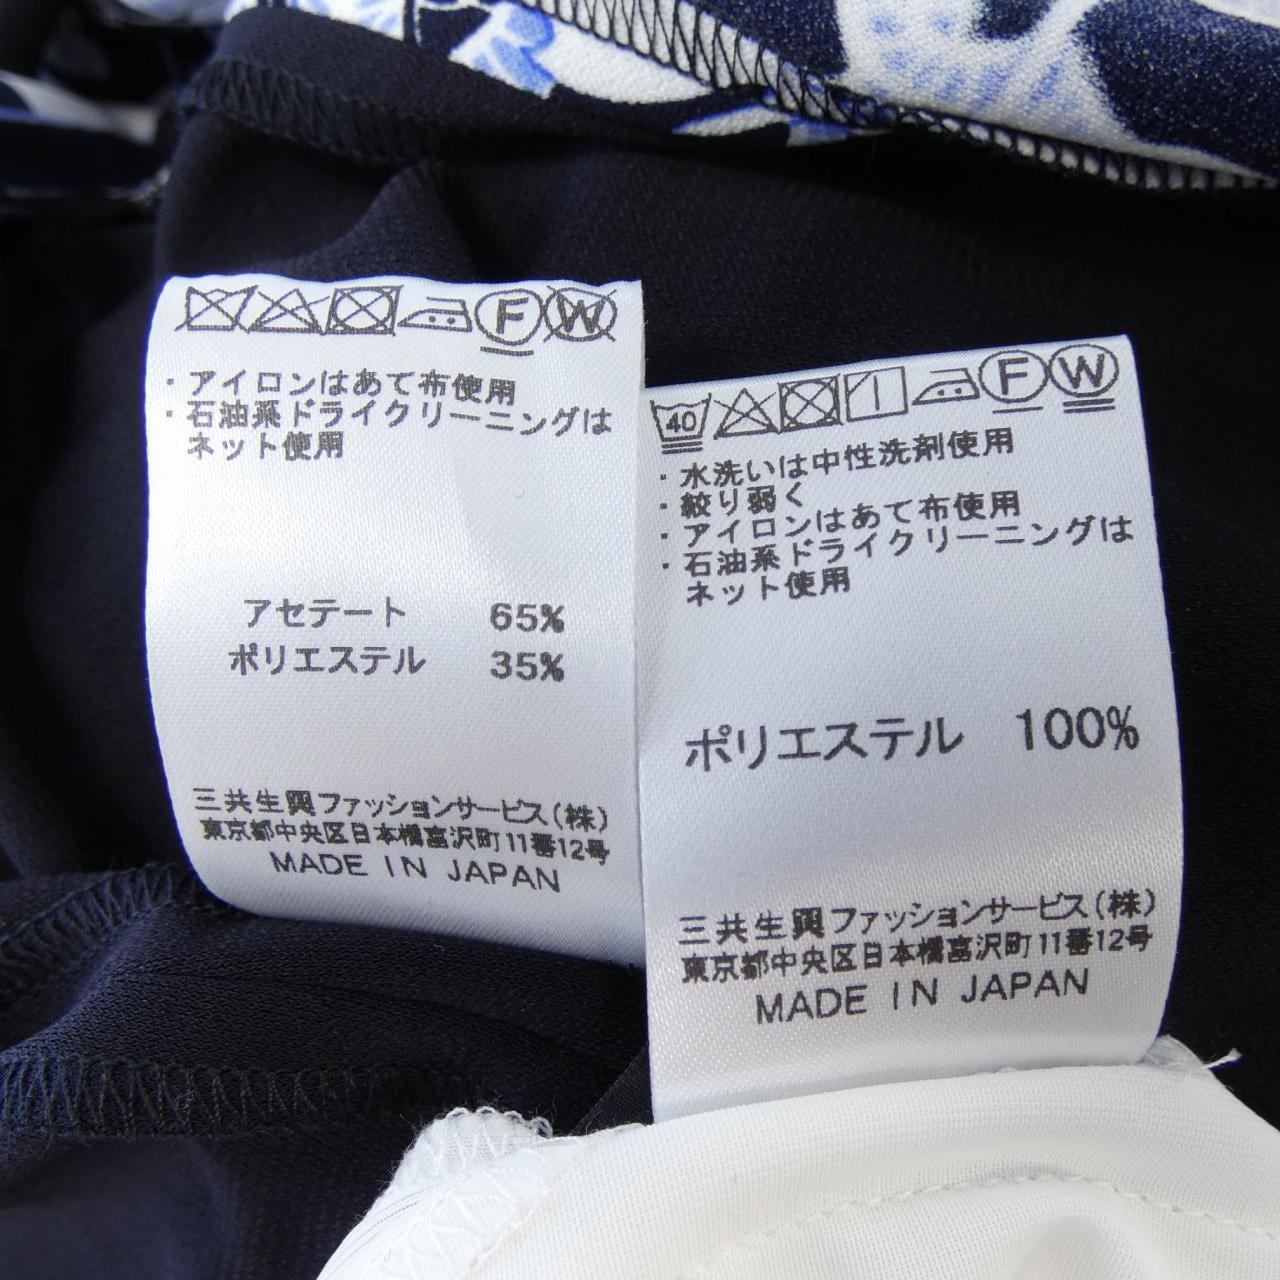 F W
・アイロンはあて布使用
・石油系ドライクリーニングは
ネット使用
アセテート 65%
ポリエステル 35%
三共生興ファッションサービス(株)
東京都中央区日本橋富沢町11番12号
MADE IN JAPAN
40 F W
・水洗いは中性洗剤使用
・絞り弱く
・アイロンはあて布使用
・石油系ドライクリーニングは
ネット使用
ポリエステル 100%
三共生興ファッションサービス(株)
東京都中央区日本橋富沢町11番12号
MADE IN JAPAN